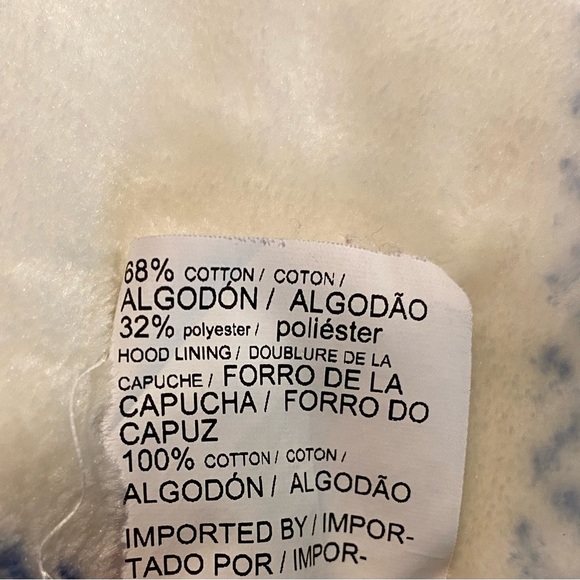 68% COTTON / COTON /
ALGODÓN / ALGODÃO
32% polyester / poliéster
HOOD LINING / DOUBLURE DE LA
CAPUCHE / FORRO DE LA
CAPUCHA / FORRO DO
CAPUZ
100% COTTON / COTON /
ALGODÓN / ALGODÃO
IMPORTED BY / IMPOR-
TADO POR / IMPOR-